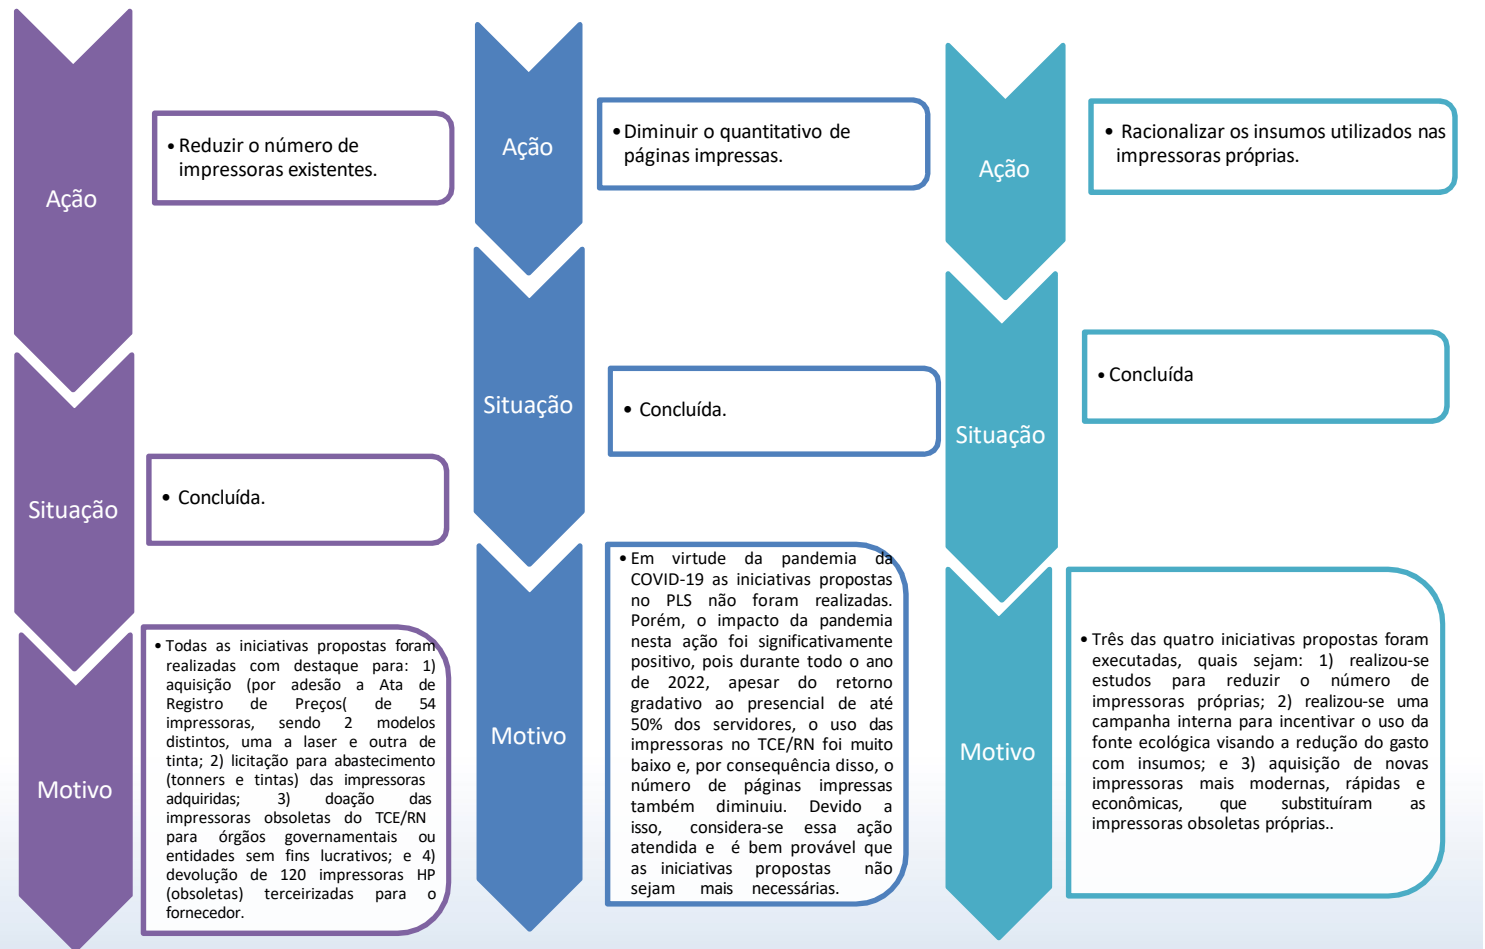 Ação
• Reduzir o número de
impressoras existentes.
Situação
• Concluída.
Motivo
• Todas as iniciativas propostas foram
realizadas com destaque para: 1)
aquisição (por adesão a Ata de
Registro de Preços( de 54
impressoras, sendo 2 modelos
distintos, uma a laser e outra de
tinta; 2) licitação para abastecimento
(tonners e tintas) das impressoras
adquiridas; 3) doação das
impressoras obsoletas do TCE/RN
para órgãos governamentais ou
entidades sem fins lucrativos; e 4)
devolução de 120 impressoras HP
(obsoletas) terceirizadas para o
fornecedor.
Ação
• Diminuir o quantitativo de
páginas impressas.
Situação
• Concluída.
Motivo
• Em virtude da pandemia da
COVID-19 as iniciativas propostas
no PLS não foram realizadas.
Porém, o impacto da pandemia
nesta ação foi significativamente
positivo, pois durante todo o ano
de 2022, apesar do retorno
gradativo ao presencial de até
50% dos servidores, o uso das
impressoras no TCE/RN foi muito
baixo e, por consequência disso, o
número de páginas impressas
também diminuiu. Devido a
isso, considera-se essa ação
atendida e é bem provável que
as iniciativas propostas não
sejam mais necessárias.
Ação
• Racionalizar os insumos utilizados nas
impressoras próprias.
Situação
• Concluída
Motivo
• Três das quatro iniciativas propostas foram
executadas, quais sejam: 1) realizou-se
estudos para reduzir o número de
impressoras próprias; 2) realizou-se uma
campanha interna para incentivar o uso da
fonte ecológica visando a redução do gasto
com insumos; e 3) aquisição de novas
impressoras mais modernas, rápidas e
econômicas, que substituíram as
impressoras obsoletas próprias..